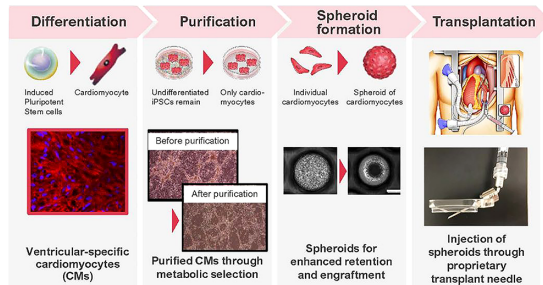 Differentiation
Induced
Pluripotent
Stem cells
Cardiomyocyte
Ventricular-specific
cardiomyocytes
(CMs)
Purification
Undifferentiated
iPSCs remain
Only cardio-
myocytes
Before purification
After purification
Purified CMs through
metabolic selection
Spheroid
formation
Individual
cardiomyocytes
Spheroid of
cardiomyocytes
Spheroids for
enhanced retention
and engraftment
Transplantation
Injection of
spheroids through
proprietary
transplant needle